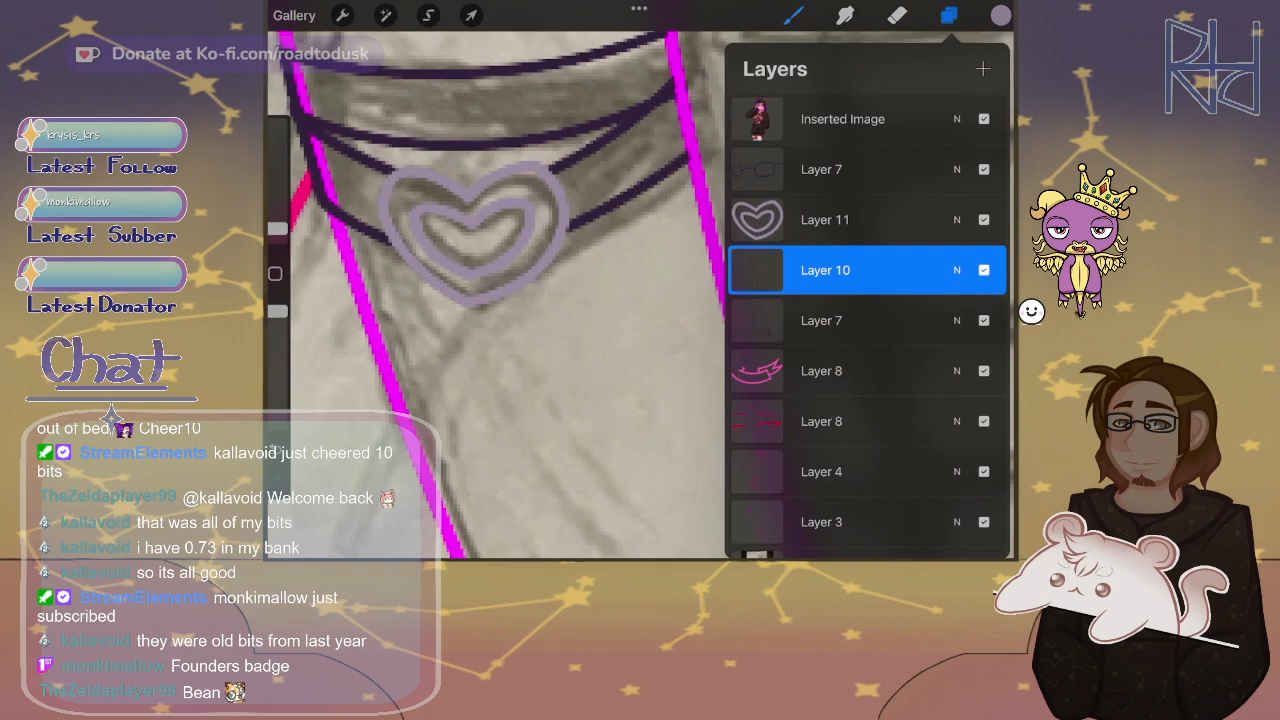 Gallery
Donate at Ko-fi.com/roadtodusk
krysis_krs
Latest Follow
monkimallow
Latest Subber
Latest Donator
Chat
out of bed Cheer10
StreamElements kallavoid just cheered 10
bits
TheZeldaplayer99 @kallavoid Welcome back
kallavoid that was all of my bits
kallavoid i have 0.73 in my bank
kallavoid so its all good
StreamElements monkimallow just
subscribed
kallavoid they were old bits from last year
1ST monkimallow Founders badge
TheZeldaplayer99 Bean
Layers
Inserted Image N
Layer 7 N
Layer 11 N
Layer 10 N
Layer 7 N
Layer 8 N
Layer 8 N
Layer 4 N
Layer 3 N